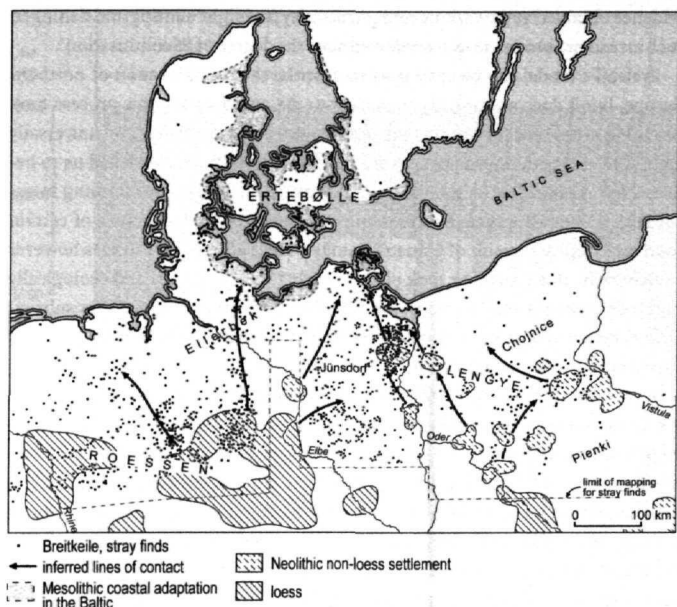 BALTIC SEA
ERTEBØLLE
Ellerbek
Jünsdorf
Chojnice
LENGYEL
Vistula
Oder
Pienki
Elbe
ROESSEN
Rhine
limit of mapping
for stray finds
0 100 km
Breitkeile, stray finds
inferred lines of contact
Mesolithic coastal adaptation
in the Baltic
Neolithic non-loess settlement
loess